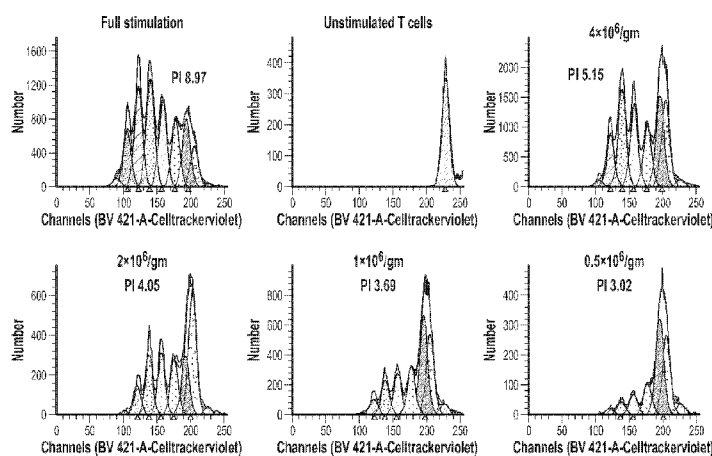 Full stimulation
PI 8.97
Number
1600
1200
800
400
0
0 50 100 150 200 250
Channels (BV 421-A-Celltrackerviolet)
Unstimulated T cells
Number
400
300
200
100
0
0 50 100 150 200 250
Channels (BV 421-A-Celltrackerviolet)
4×10⁶/gm
PI 5.15
Number
2000
1500
1000
500
0
0 50 100 150 200 250
Channels (BV 421-A-Celltrackerviolet)
2×10⁶/gm
PI 4.05
Number
600
400
200
0
0 50 100 150 200 250
Channels (BV 421-A-Celltrackerviolet)
1×10⁶/gm
PI 3.69
Number
800
600
400
200
0
0 50 100 150 200 250
Channels (BV 421-A-Celltrackerviolet)
0.5×10⁶/gm
PI 3.02
Number
400
300
200
100
0
0 50 100 150 200 250
Channels (BV 421-A-Celltrackerviolet)